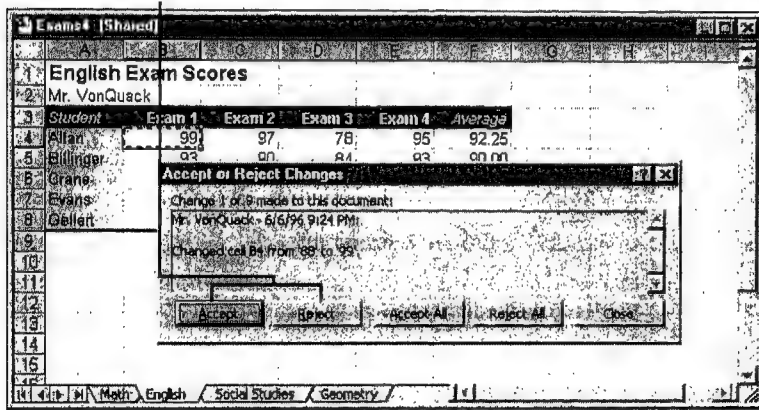 Exams4 [Shared]
A B C D E F G H
1 English Exam Scores
2 Mr. VonQuack
3 Student Exam 1 Exam 2 Exam 3 Exam 4 Average
4 Allan 99 97 78 95 92.25
5 Billinger 93 90 84 93 90.00
6 Crane
7 Evans
8 Gellert
9
10
11
12
13
14
15
Accept or Reject Changes
Change 1 of 9 made to this document:
Mr. VonQuack - 6/6/96 9:24 PM:
Changed cell B4 from '88' to '99'
Accept Reject Accept All Reject All Close
Math English Social Studies Geometry